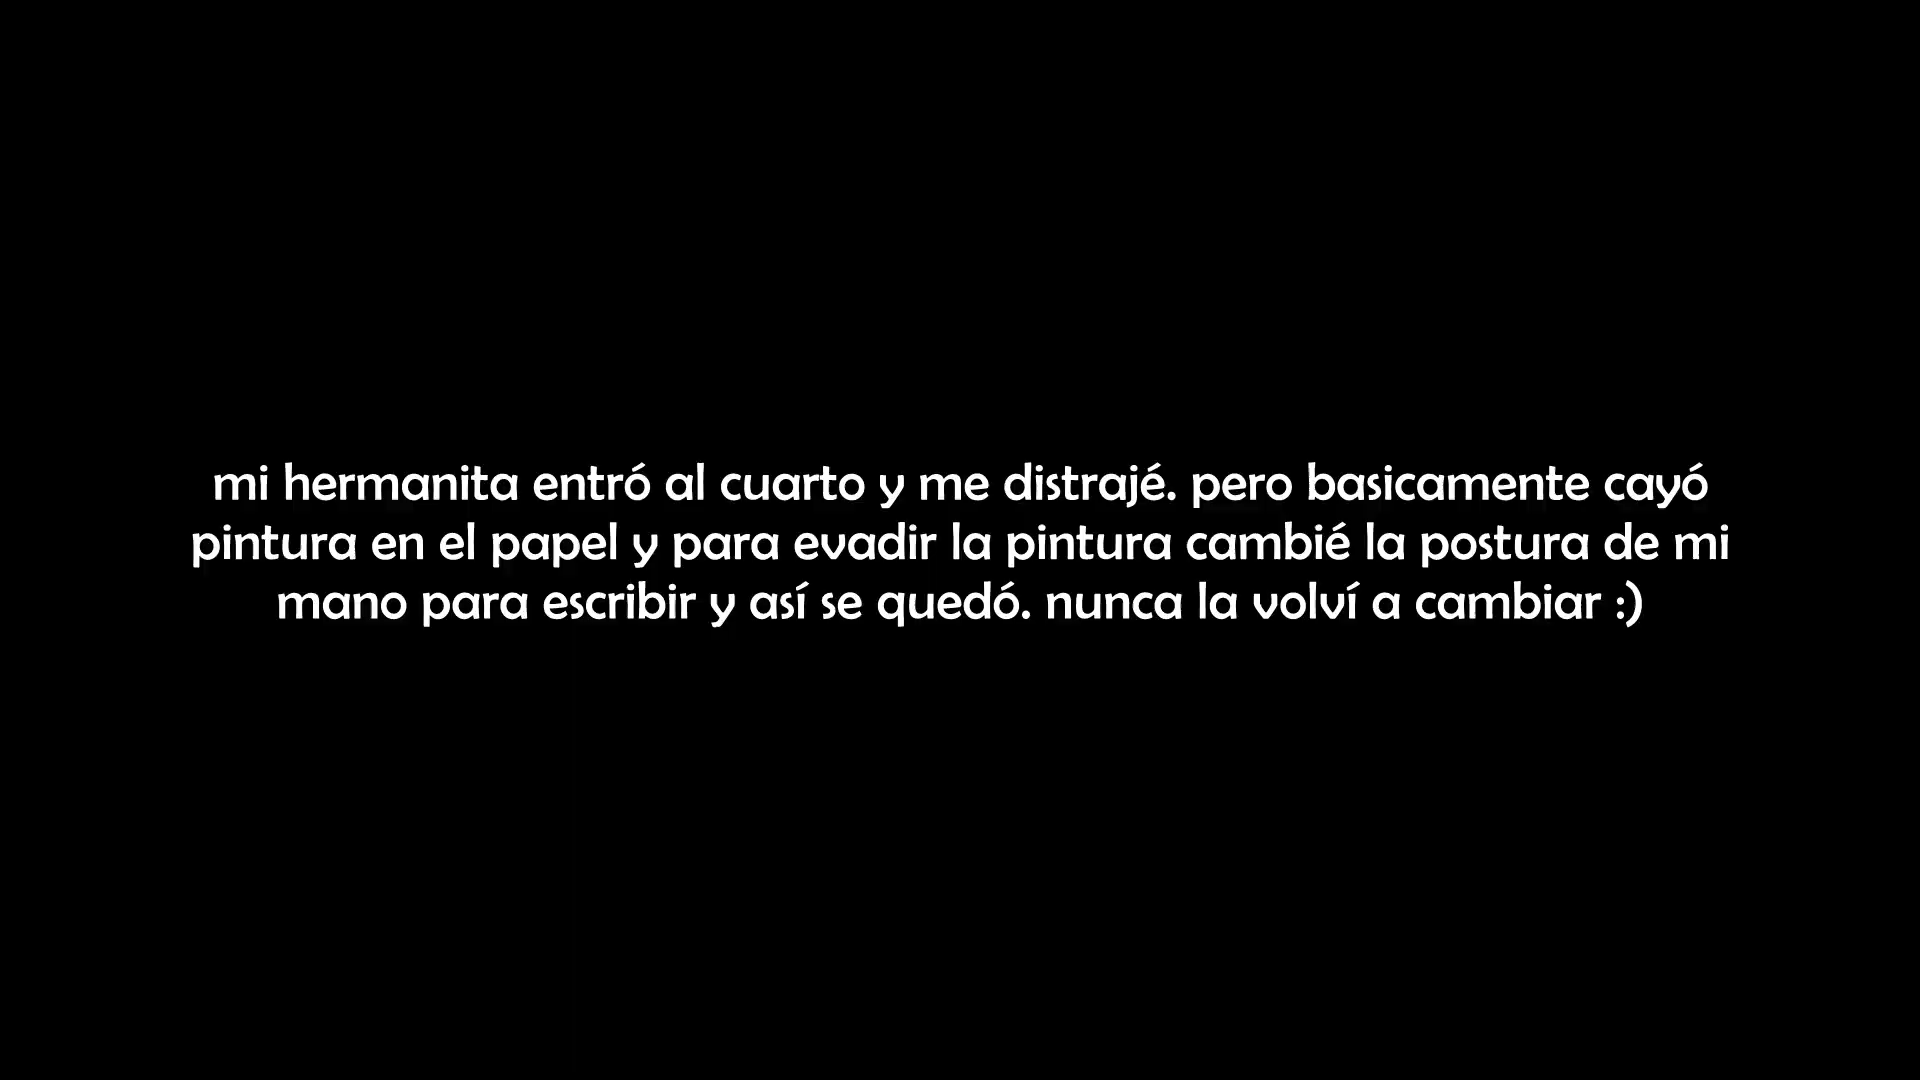 mi hermanita entró al cuarto y me distrajé. pero basicamente cayó
pintura en el papel y para evadir la pintura cambié la postura de mi
mano para escribir y así se quedó. nunca la volví a cambiar :)